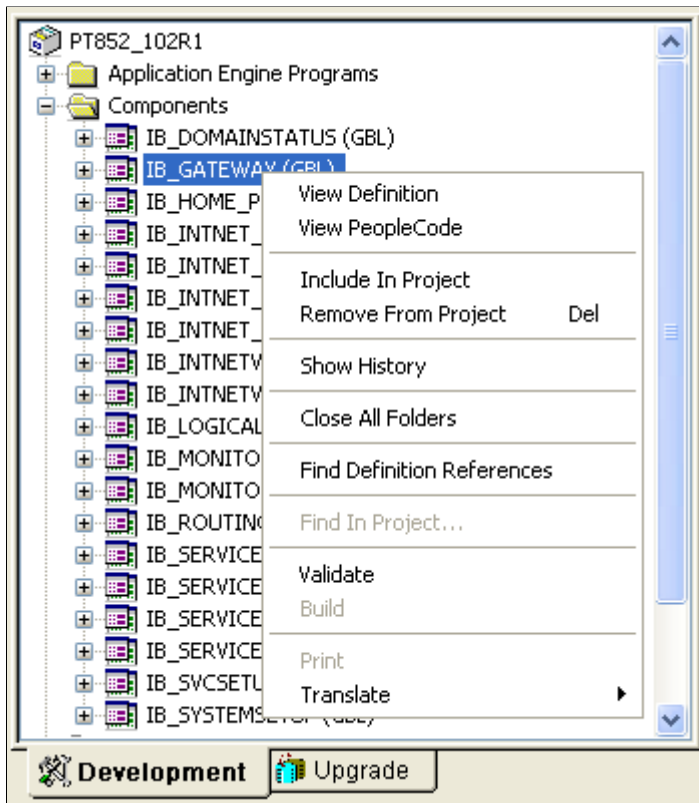 PT852_102R1
Application Engine Programs
Components
IB_DOMAINSTATUS (GBL)
IB_GATEWAY (GBL)
IB_HOME_P
IB_INTNET_
IB_INTNET_
IB_INTNET_
IB_INTNET_
IB_INTNETV
IB_INTNETV
IB_LOGICAL
IB_MONITO
IB_MONITO
IB_ROUTING
IB_SERVICE
IB_SERVICE
IB_SERVICE
IB_SERVICE
IB_SVCSETU
IB_SYSTEMSETUP (GBL)
View Definition
View PeopleCode
Include In Project
Remove From Project Del
Show History
Close All Folders
Find Definition References
Find In Project...
Validate
Build
Print
Translate
Development
Upgrade